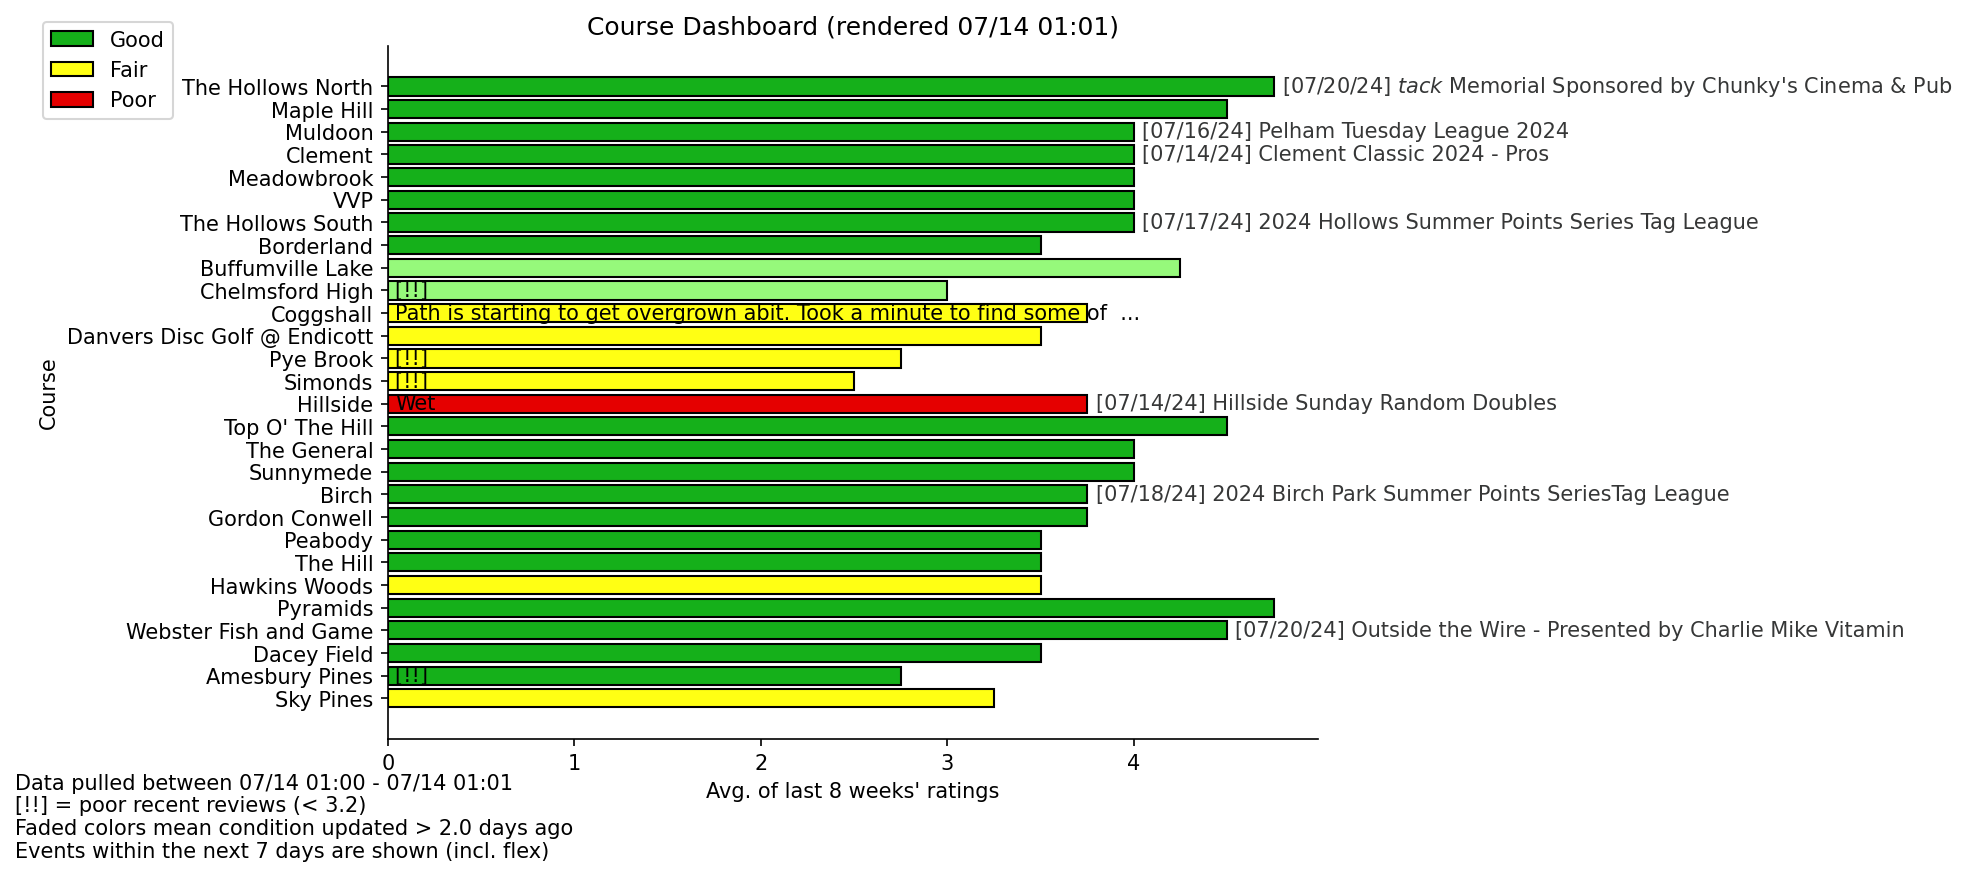 Course Dashboard (rendered 07/14 01:01)
Good
Fair
Poor
The Hollows North [07/20/24] tack Memorial Sponsored by Chunky's Cinema & Pub
Maple Hill
Muldoon [07/16/24] Pelham Tuesday League 2024
Clement [07/14/24] Clement Classic 2024 - Pros
Meadowbrook
VVP
The Hollows South [07/17/24] 2024 Hollows Summer Points Series Tag League
Borderland
Buffumville Lake
Chelmsford High [!!]
Coggshall Path is starting to get overgrown abit. Took a minute to find some of ...
Danvers Disc Golf @ Endicott
Pye Brook [!!]
Simonds [!!]
Hillside Wet [07/14/24] Hillside Sunday Random Doubles
Top O' The Hill
The General
Sunnymede
Birch [07/18/24] 2024 Birch Park Summer Points SeriesTag League
Gordon Conwell
Peabody
The Hill
Hawkins Woods
Pyramids
Webster Fish and Game [07/20/24] Outside the Wire - Presented by Charlie Mike Vitamin
Dacey Field
Amesbury Pines [!!]
Sky Pines
Course
0 1 2 3 4
Avg. of last 8 weeks' ratings
Data pulled between 07/14 01:00 - 07/14 01:01
[!!] = poor recent reviews (< 3.2)
Faded colors mean condition updated > 2.0 days ago
Events within the next 7 days are shown (incl. flex)